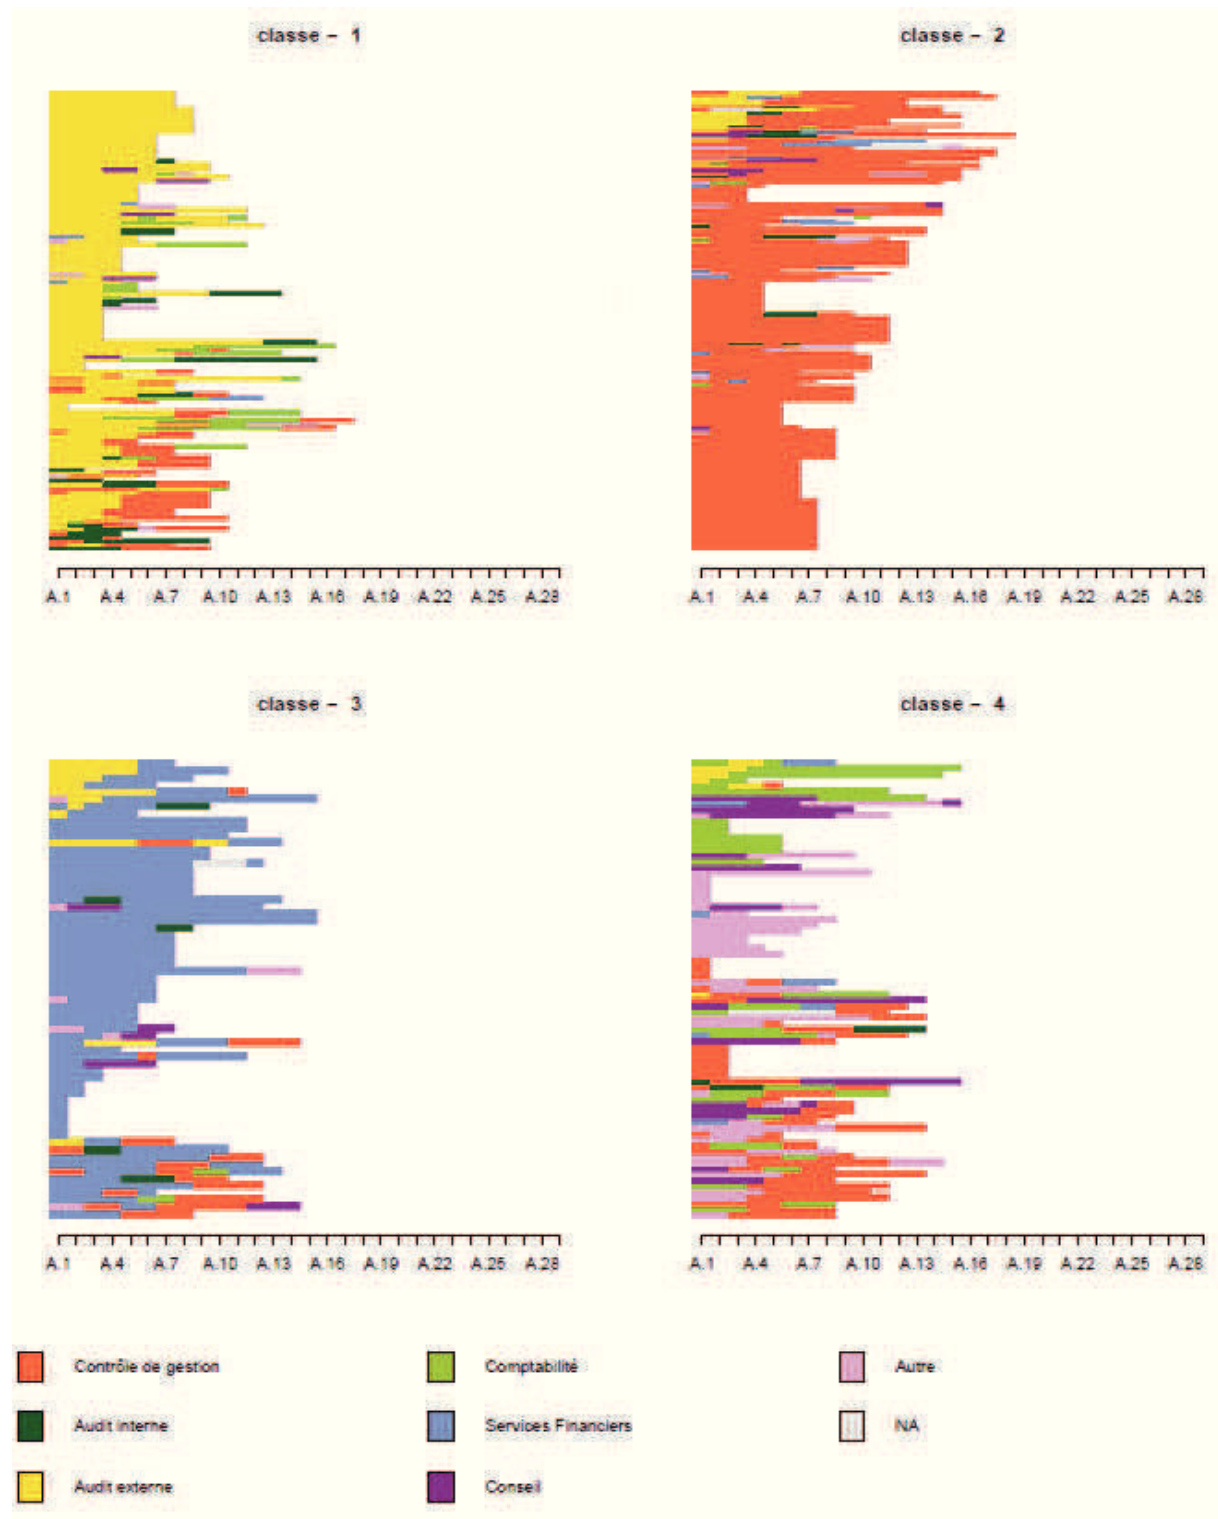 classe - 1 classe - 2
A.1 A.4 A.7 A.10 A.13 A.16 A.19 A.22 A.25 A.28 A.1 A.4 A.7 A.10 A.13 A.16 A.19 A.22 A.25 A.28
classe - 3 classe - 4
A.1 A.4 A.7 A.10 A.13 A.16 A.19 A.22 A.25 A.28 A.1 A.4 A.7 A.10 A.13 A.16 A.19 A.22 A.25 A.28
Contrôle de gestion Comptabilité Autre
Audit interne Services Financiers NA
Audit externe Conseil